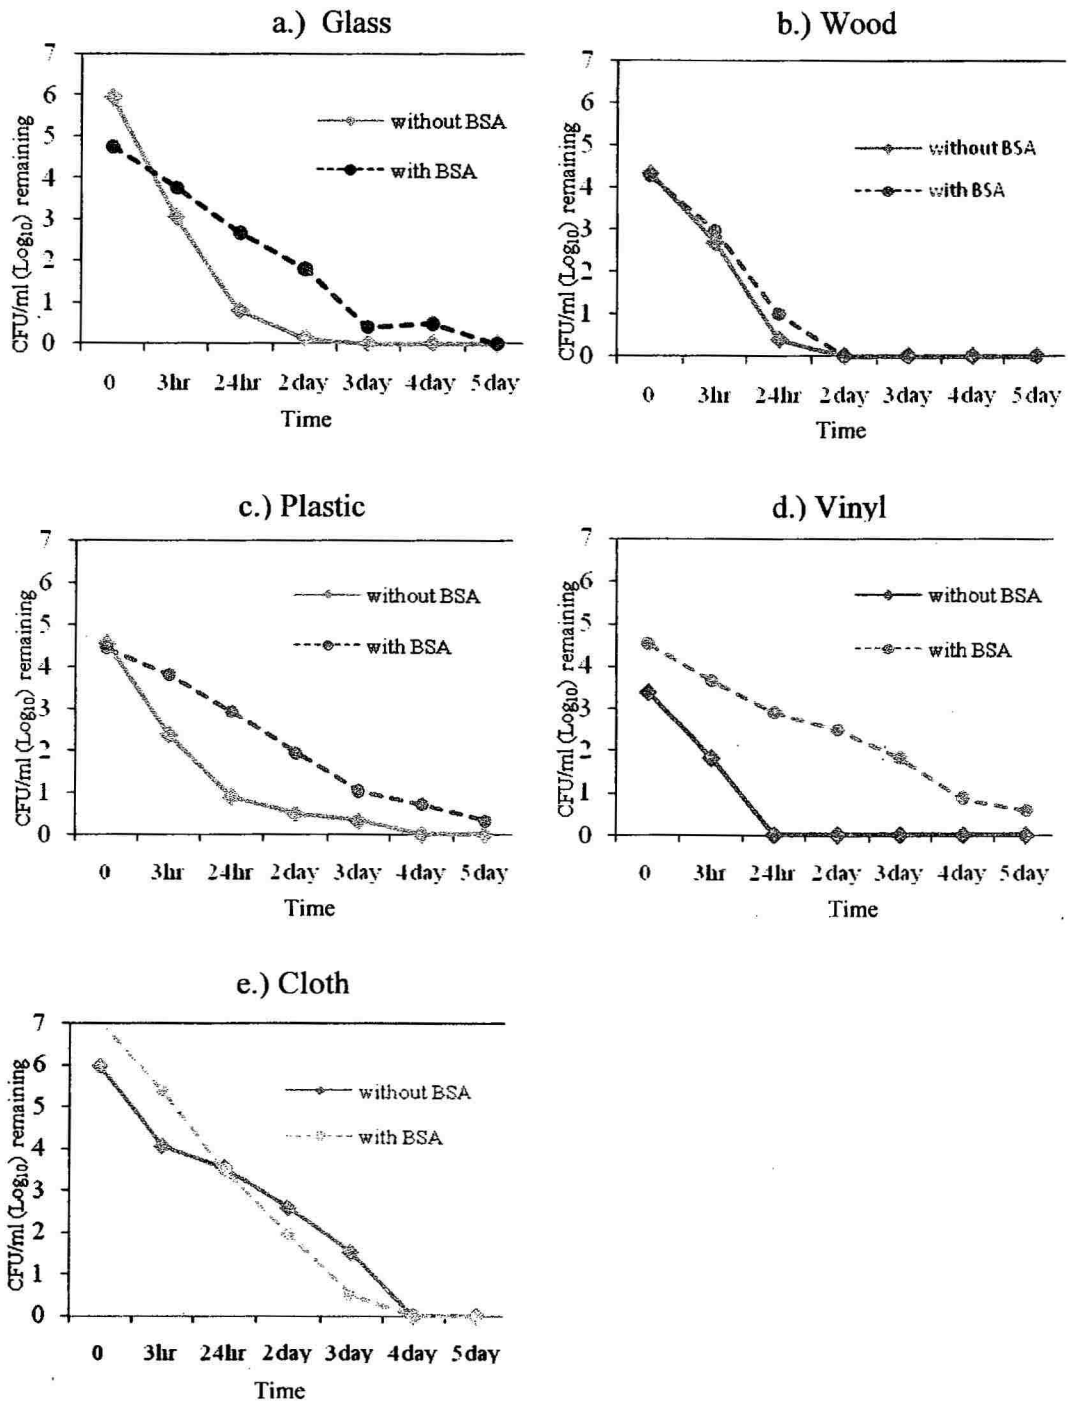 a.) Glass
CFU/ml (Log10) remaining
7
6
5
4
3
2
1
0
without BSA
with BSA
0 3hr 24hr 2day 3day 4day 5day
Time
b.) Wood
CFU/ml (Log10) remaining
7
6
5
4
3
2
1
0
without BSA
with BSA
0 3hr 24hr 2day 3day 4day 5day
Time
c.) Plastic
CFU/ml (Log10) remaining
7
6
5
4
3
2
1
0
without BSA
with BSA
0 3hr 24hr 2day 3day 4day 5day
Time
d.) Vinyl
CFU/ml (Log10) remaining
7
6
5
4
3
2
1
0
without BSA
with BSA
0 3hr 24hr 2day 3day 4day 5day
Time
e.) Cloth
CFU/ml (Log10) remaining
7
6
5
4
3
2
1
0
without BSA
with BSA
0 3hr 24hr 2day 3day 4day 5day
Time